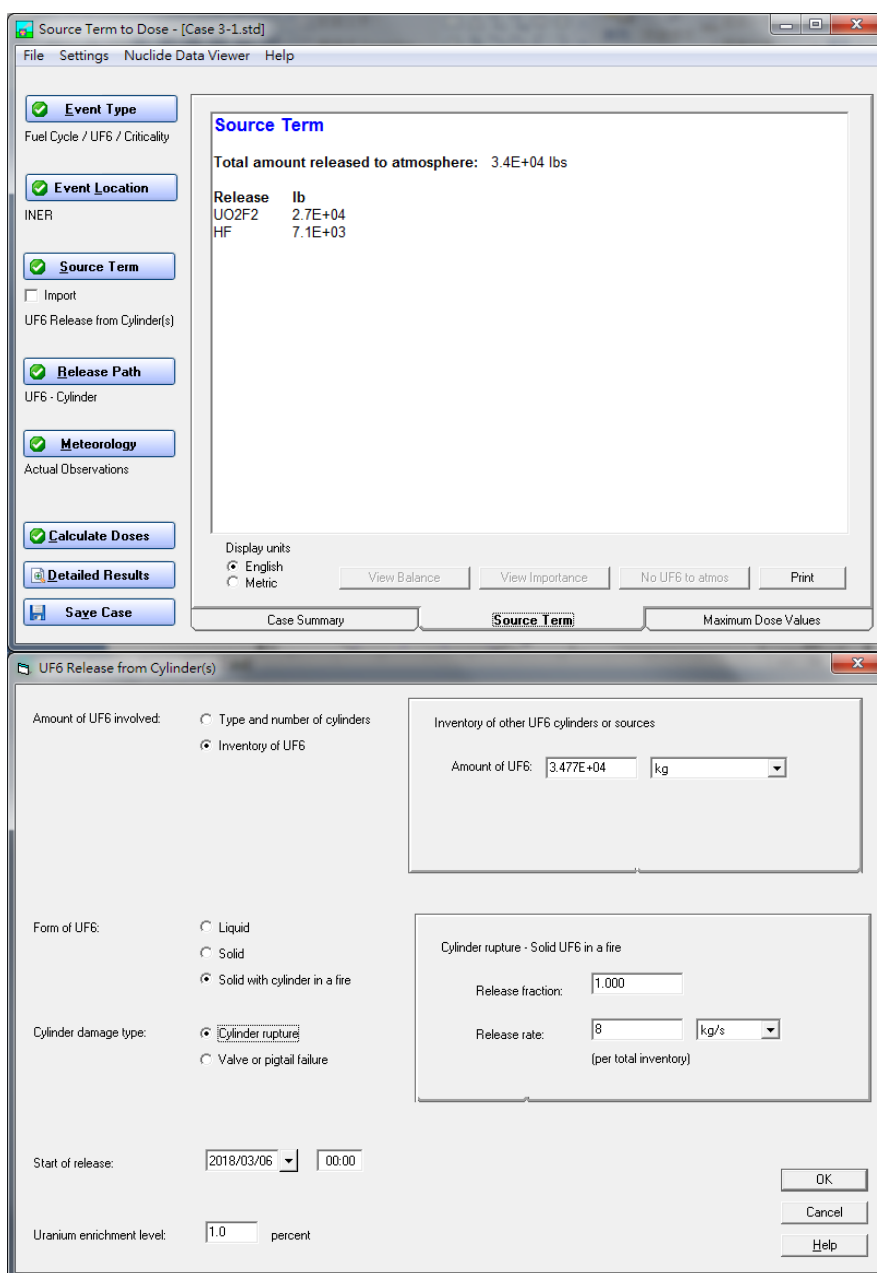 Source Term to Dose - [Case 3-1.std]
File Settings Nuclide Data Viewer Help
Event Type
Fuel Cycle / UF6 / Criticality
Event Location
INER
Source Term
Import
UF6 Release from Cylinder(s)
Release Path
UF6 - Cylinder
Meteorology
Actual Observations
Calculate Doses
Detailed Results
Save Case
Source Term
Total amount released to atmosphere: 3.4E+04 lbs
Release lb
UO2F2 2.7E+04
HF 7.1E+03
Display units
English
Metric
View Balance
View Importance
No UF6 to atmos
Print
Case Summary
Source Term
Maximum Dose Values
UF6 Release from Cylinder(s)
Amount of UF6 involved:
Type and number of cylinders
Inventory of UF6
Inventory of other UF6 cylinders or sources
Amount of UF6: 3.477E+04 kg
Form of UF6:
Liquid
Solid
Solid with cylinder in a fire
Cylinder damage type:
Cylinder rupture
Valve or pigtail failure
Cylinder rupture - Solid UF6 in a fire
Release fraction: 1.000
Release rate: 8 kg/s
(per total inventory)
Start of release: 2018/03/06 00:00
Uranium enrichment level: 1.0 percent
OK
Cancel
Help